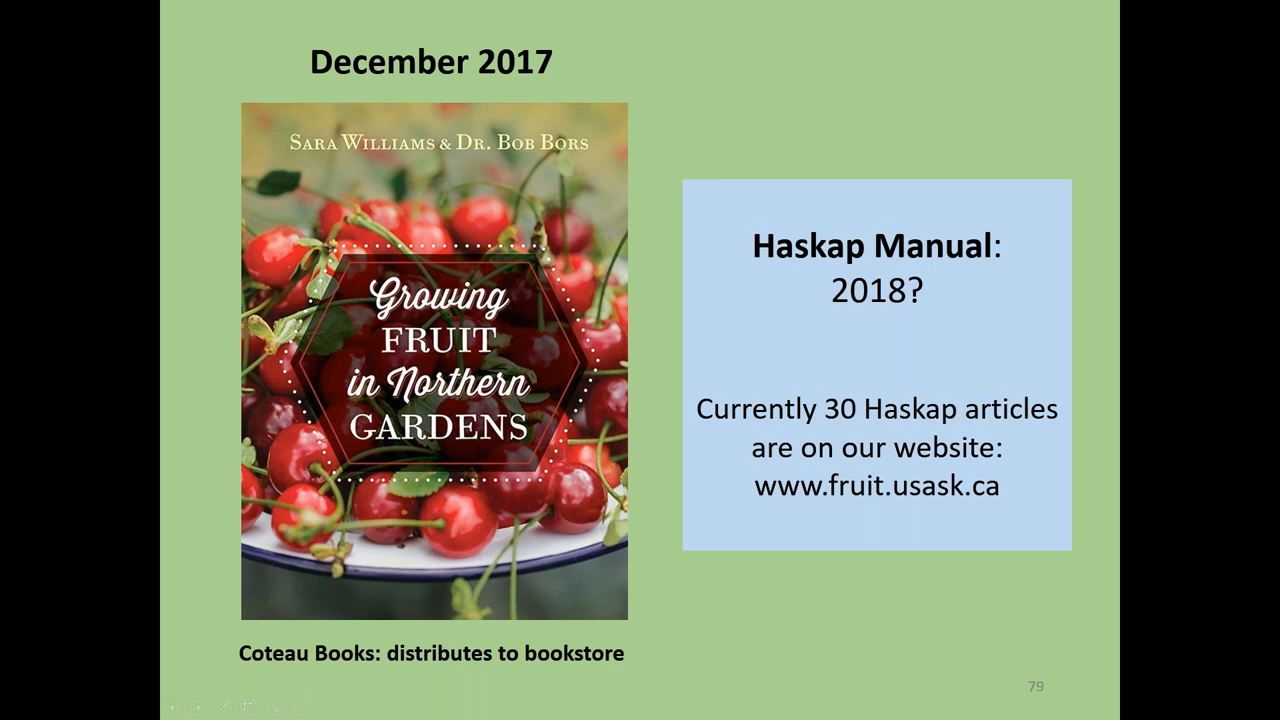 December 2017
SARA WILLIAMS & DR. BOB BORS
Growing
FRUIT
in Northern
GARDENS
Coteau Books: distributes to bookstore
Haskap Manual:
2018?
Currently 30 Haskap articles
are on our website:
www.fruit.usask.ca
79